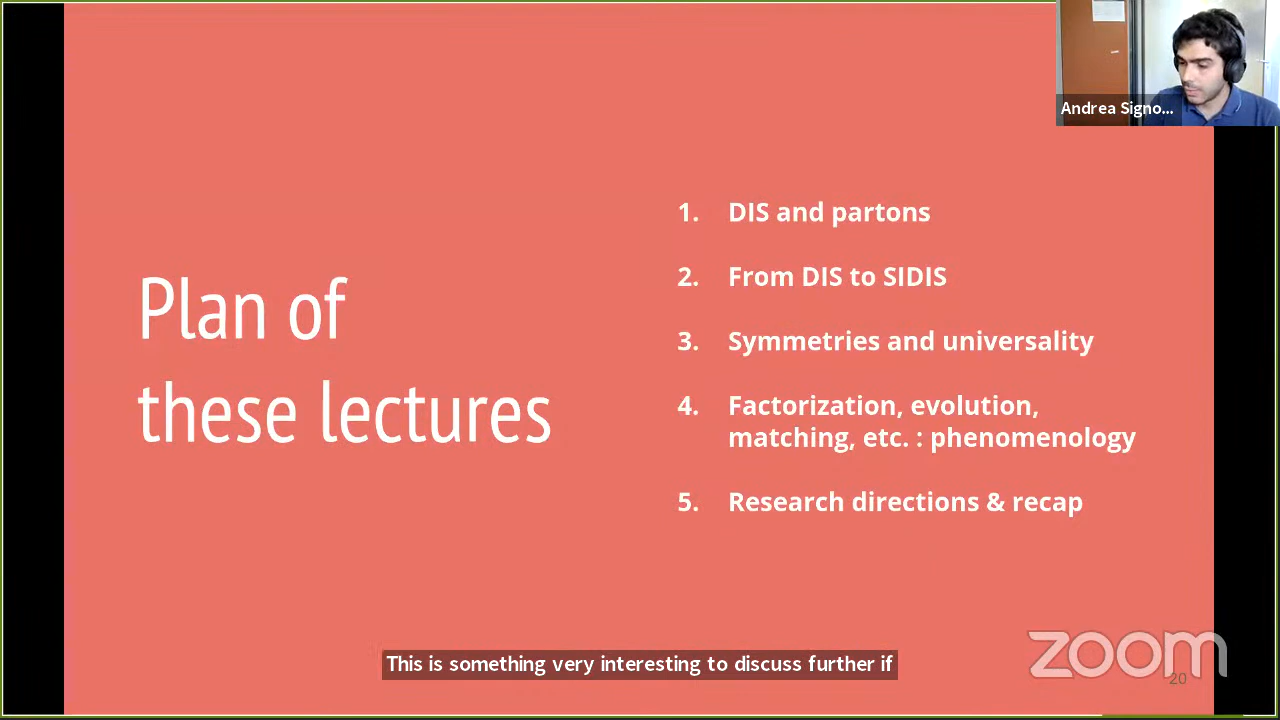 Andrea Signo...
Plan of
these lectures
1. DIS and partons
2. From DIS to SIDIS
3. Symmetries and universality
4. Factorization, evolution,
matching, etc. : phenomenology
5. Research directions & recap
This is something very interesting to discuss further if
zoom
20